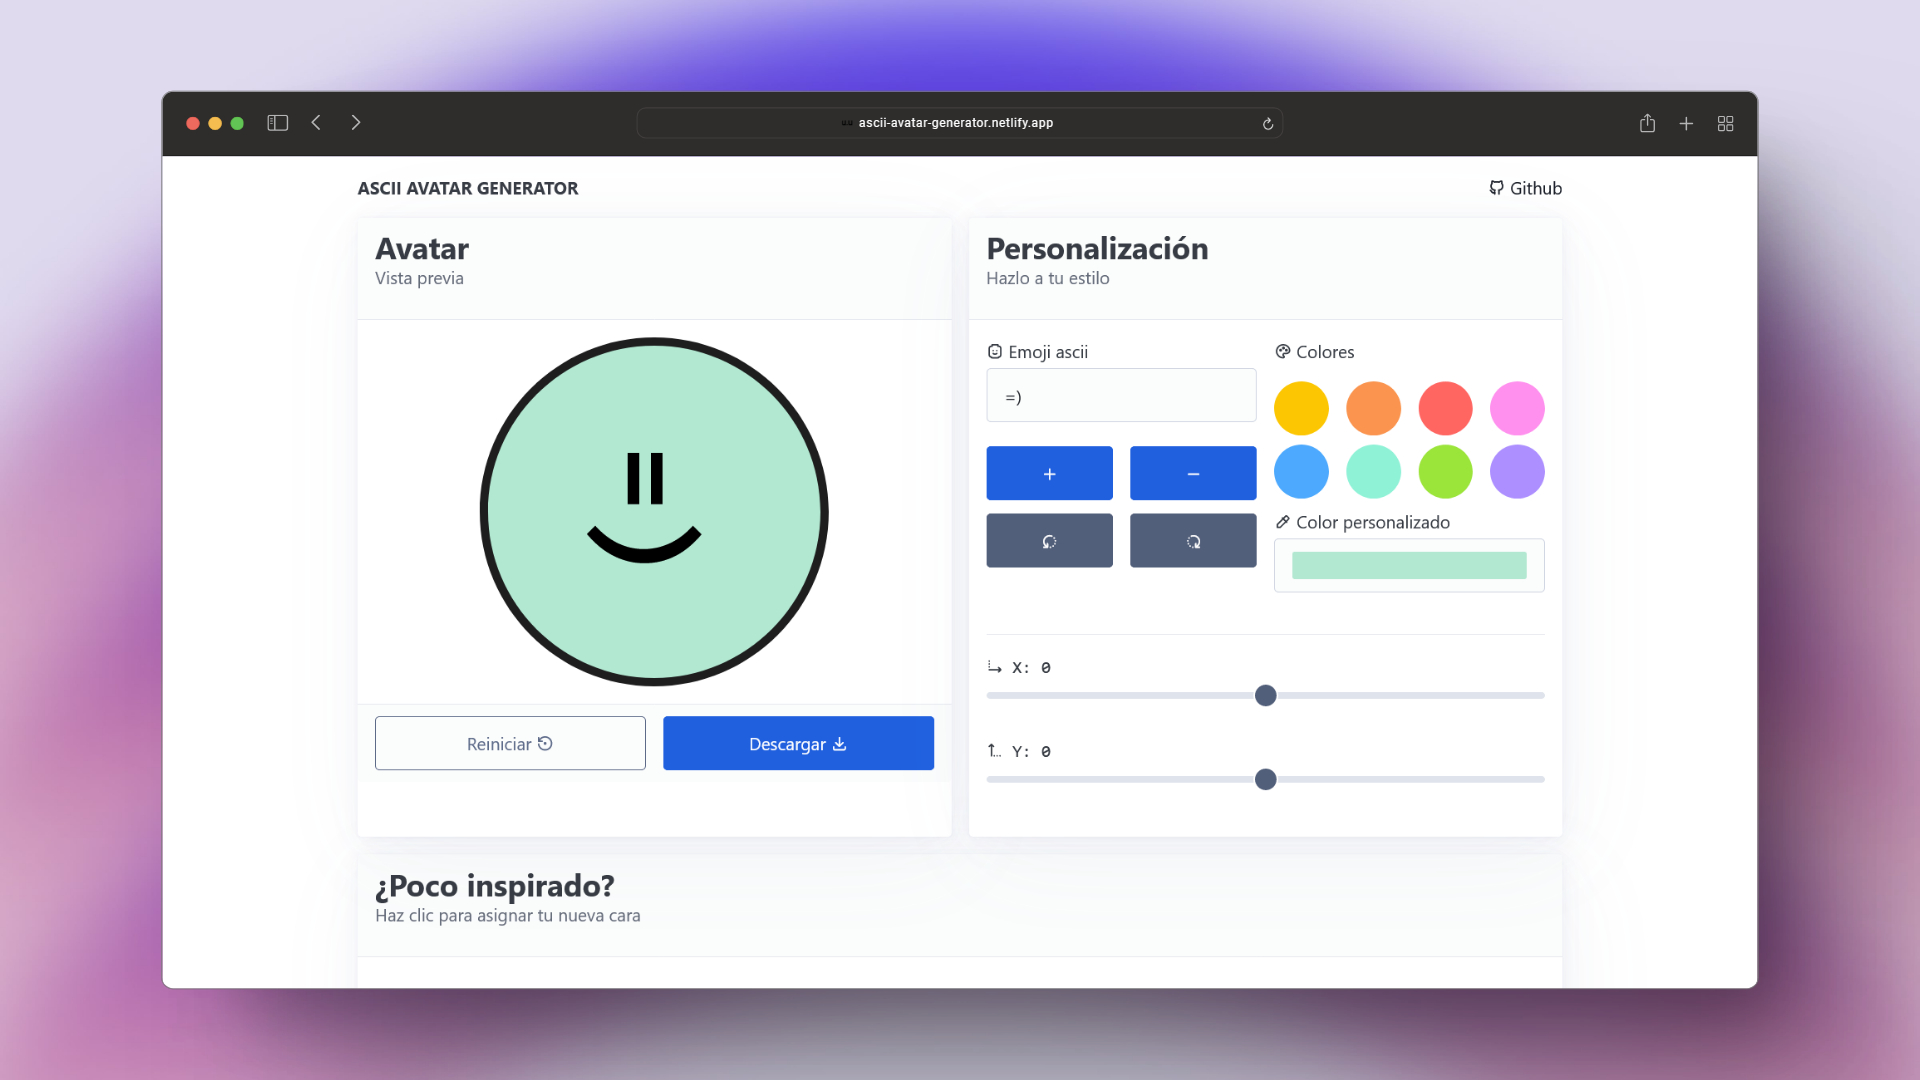 ascii-avatar-generator.netlify.app
ASCII AVATAR GENERATOR
Github
Avatar
Vista previa
=)
Reiniciar
Descargar
Personalización
Hazlo a tu estilo
Emoji ascii
=)
+
−
Colores
Color personalizado
X: 0
Y: 0
¿Poco inspirado?
Haz clic para asignar tu nueva cara